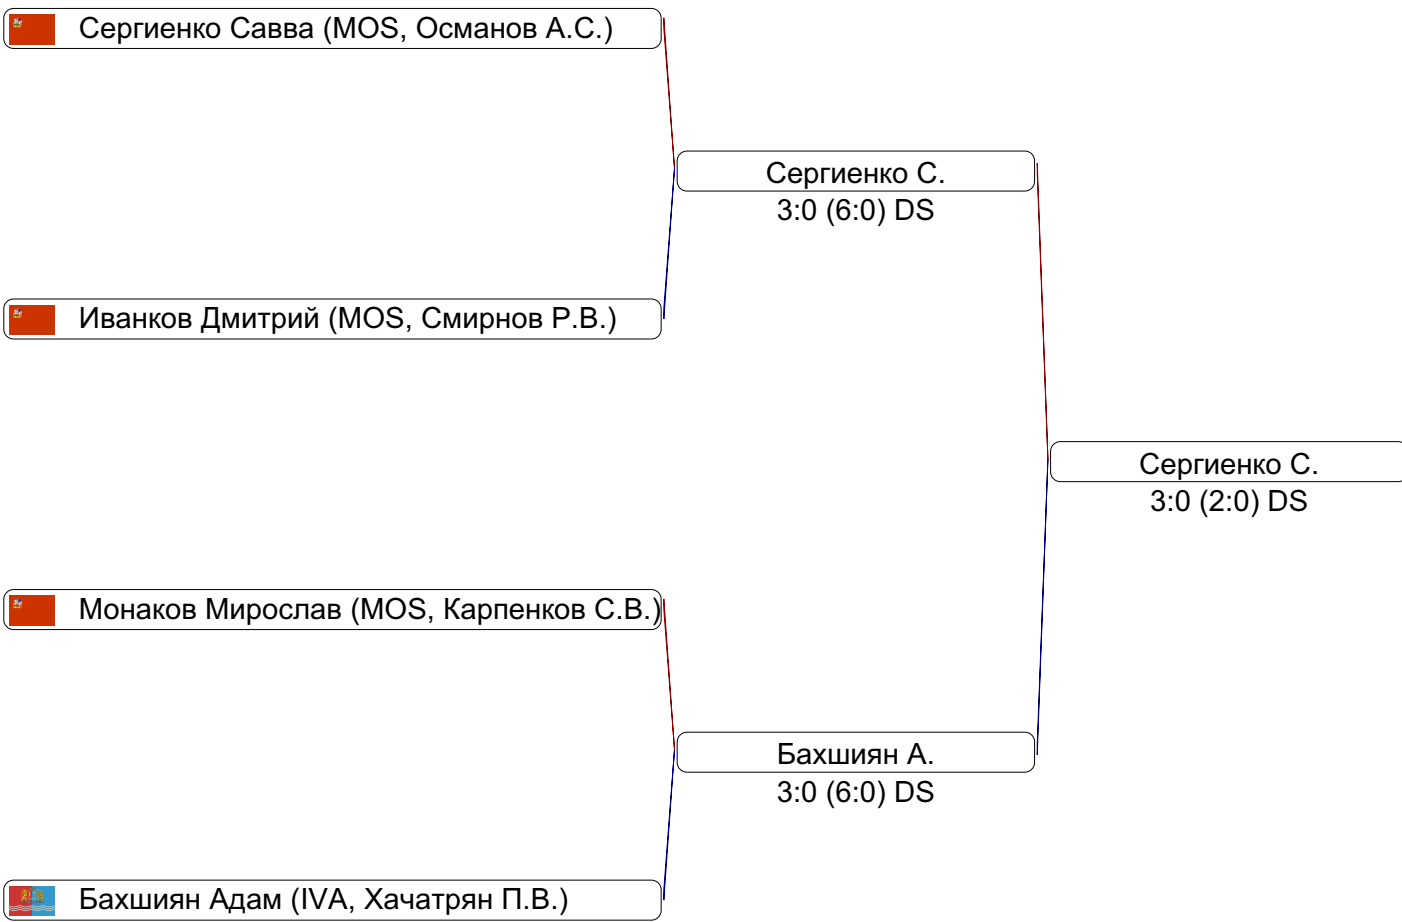 Сергиенко Савва (MOS, Османов А.С.)
Сергиенко С.
3:0 (6:0) DS
Иванков Дмитрий (MOS, Смирнов Р.В.)
Сергиенко С.
3:0 (2:0) DS
Монаков Мирослав (MOS, Карпенков С.В.)
Бахшиян А.
3:0 (6:0) DS
Бахшиян Адам (IVA, Хачатрян П.В.)